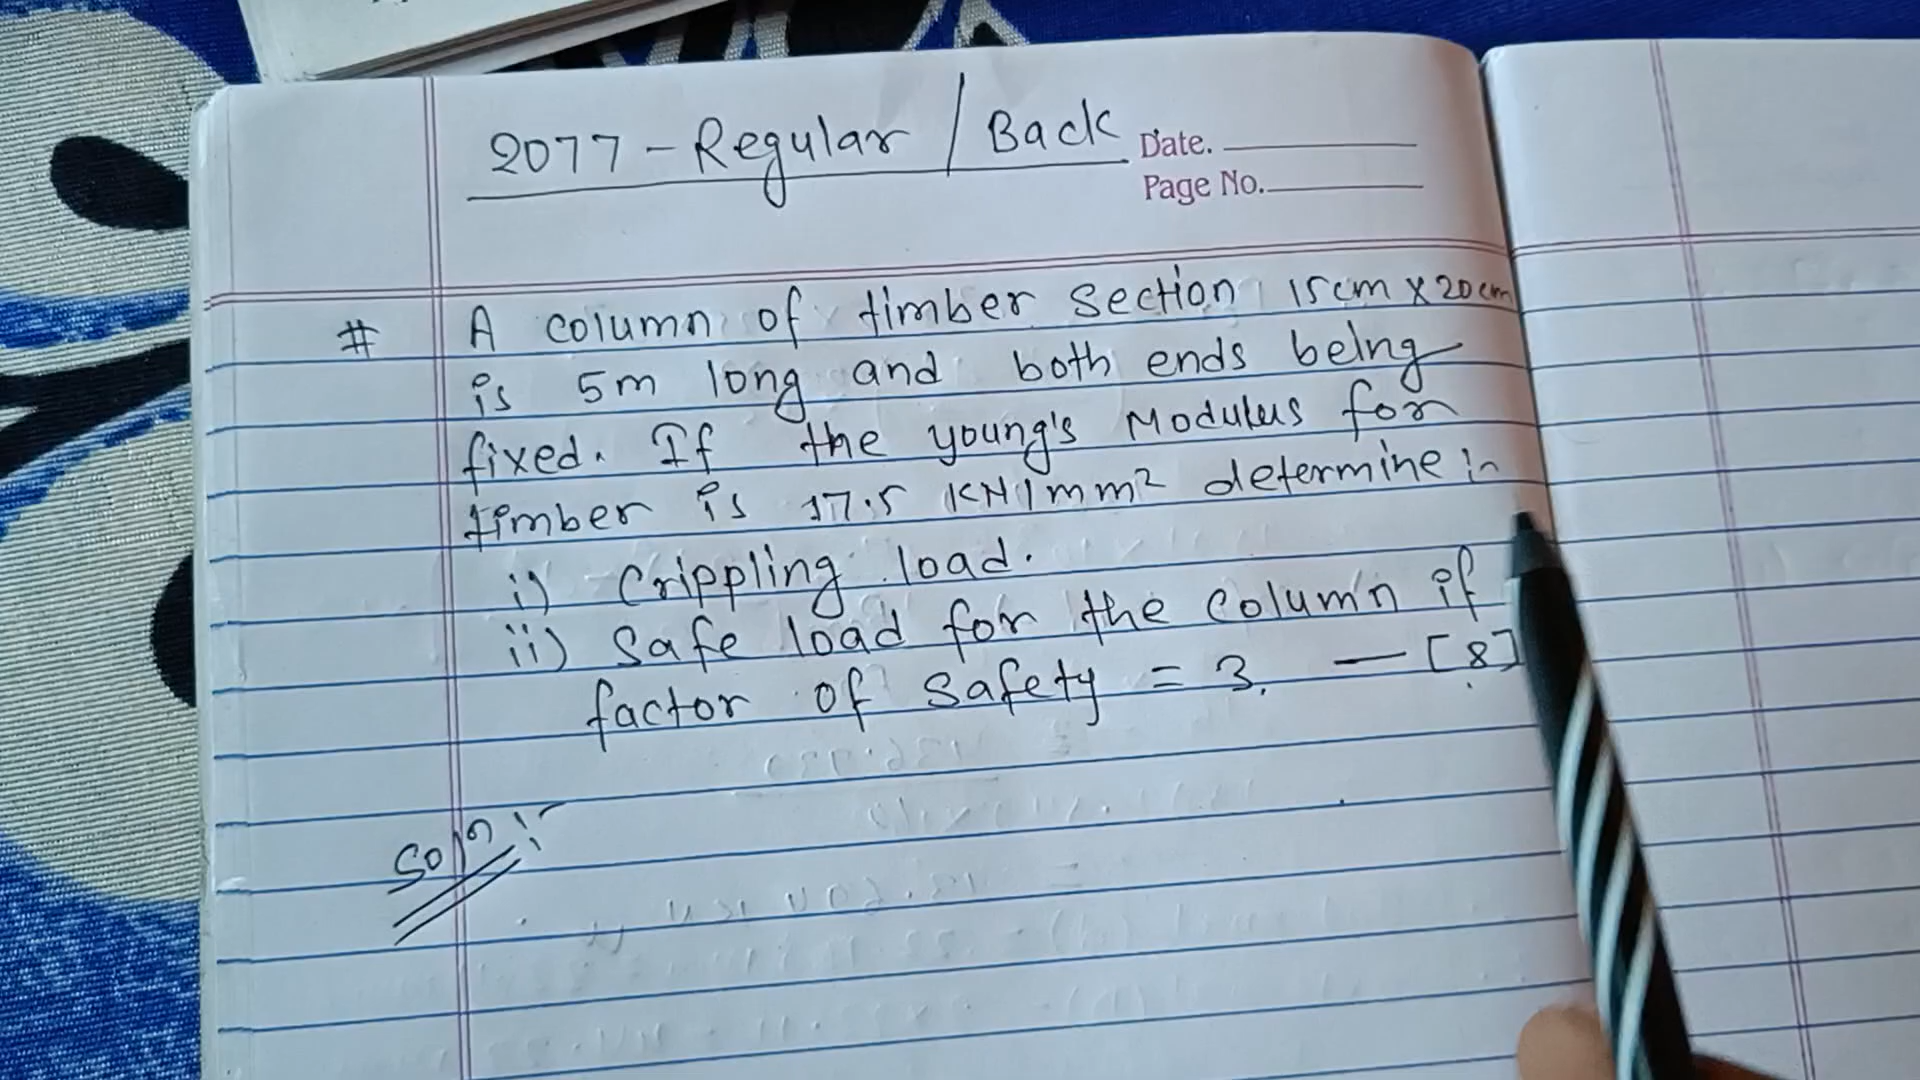 2077 - Regular / Back
Date.
Page No.
# A column of timber section 15cm x 20cm
is 5m long and both ends being
fixed. If the young's Modulus for
timber is 17.5 KN/mm² determine in
i) Crippling load.
ii) Safe load for the column if
factor of safety = 3. — [8]
Soln:-